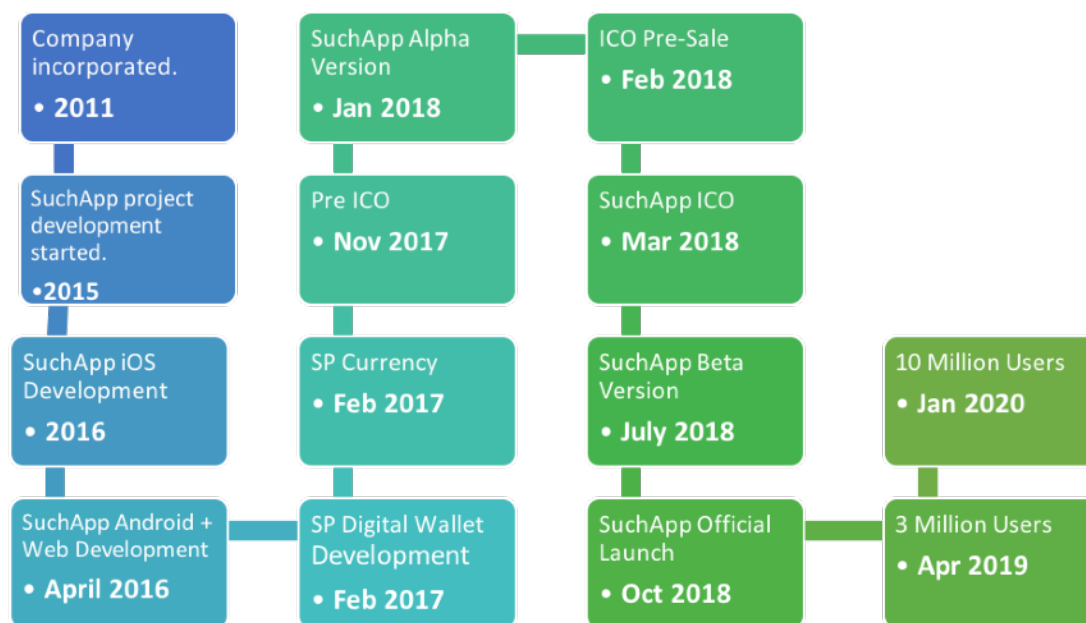 Company
incorporated.
• 2011
SuchApp project
development
started.
•2015
SuchApp iOS
Development
• 2016
SuchApp Android +
Web Development
• April 2016
SP Digital Wallet
Development
• Feb 2017
SP Currency
• Feb 2017
Pre ICO
• Nov 2017
SuchApp Alpha
Version
• Jan 2018
ICO Pre-Sale
• Feb 2018
SuchApp ICO
• Mar 2018
SuchApp Beta
Version
• July 2018
SuchApp Official
Launch
• Oct 2018
3 Million Users
• Apr 2019
10 Million Users
• Jan 2020